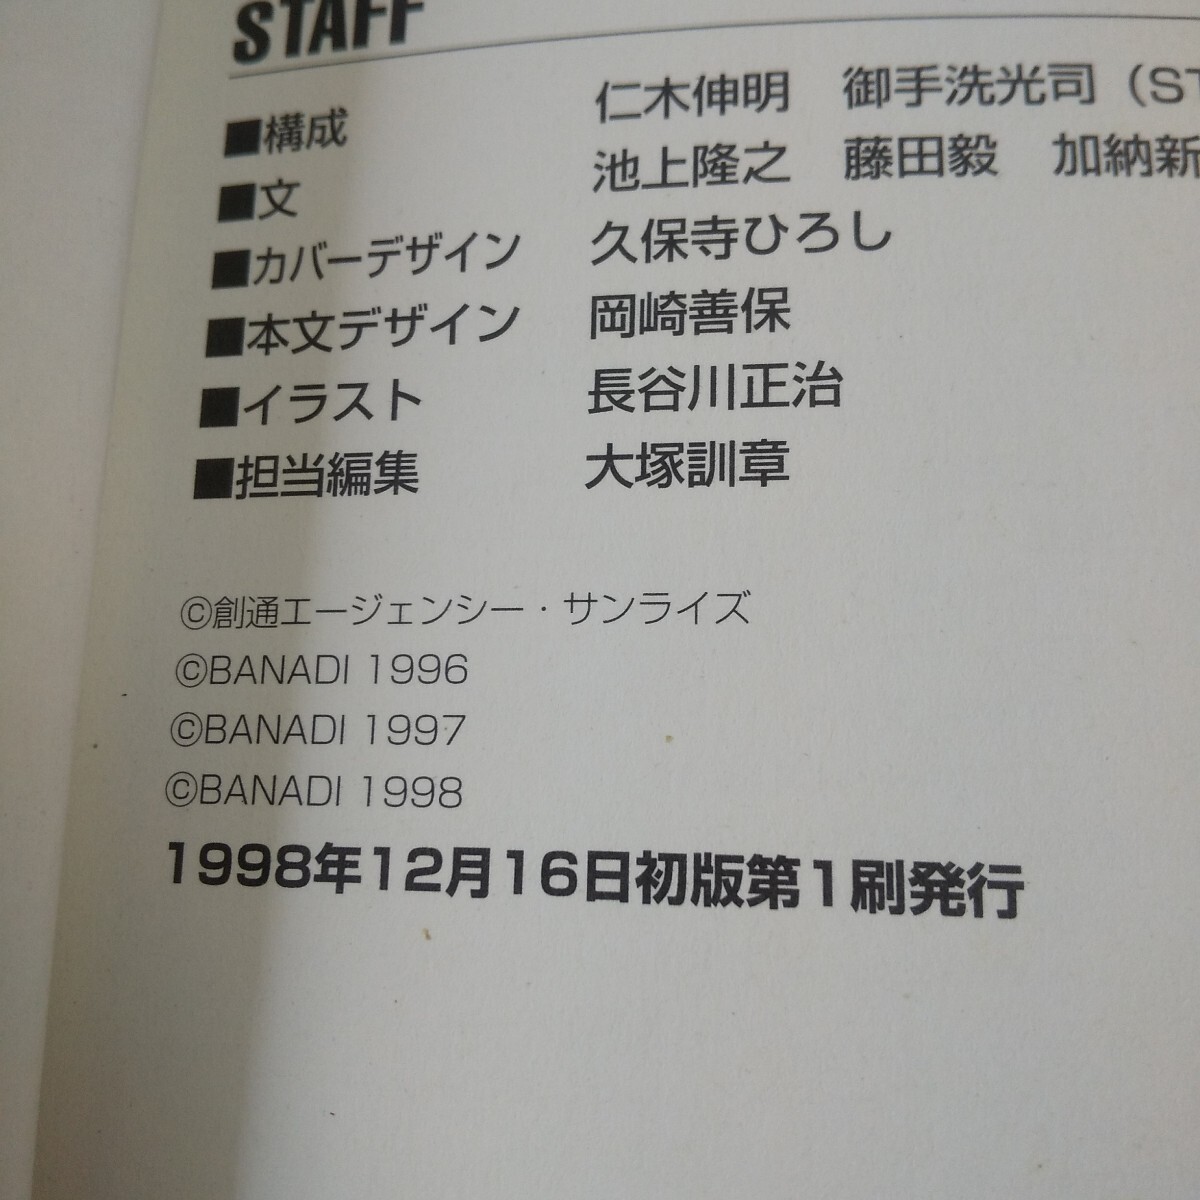 STAFF
■構成 仁木伸明 御手洗光司（ST
■文 池上隆之 藤田毅 加納新
■カバーデザイン 久保寺ひろし
■本文デザイン 岡崎善保
■イラスト 長谷川正治
■担当編集 大塚訓章
©創通エージェンシー・サンライズ
©BANADI 1996
©BANADI 1997
©BANADI 1998
1998年12月16日初版第1刷発行